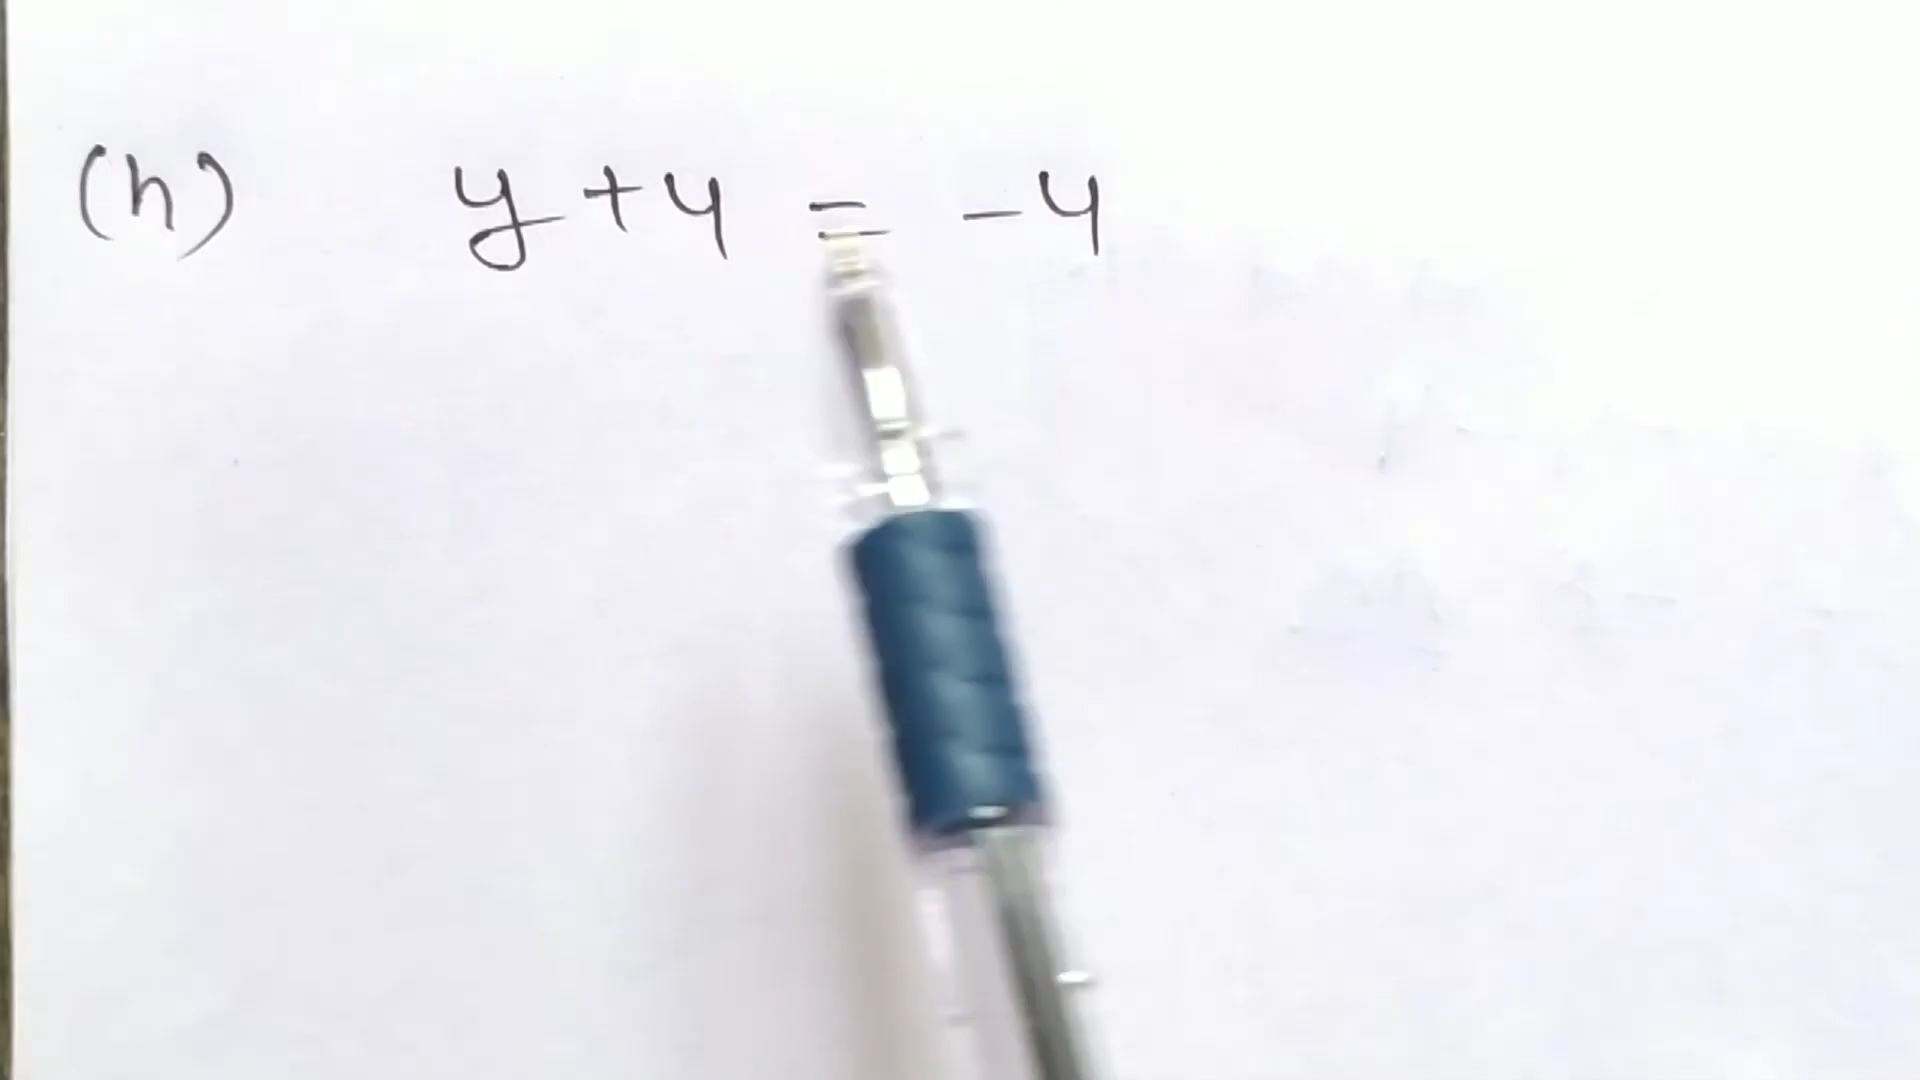 (h) y + 4 = - 4